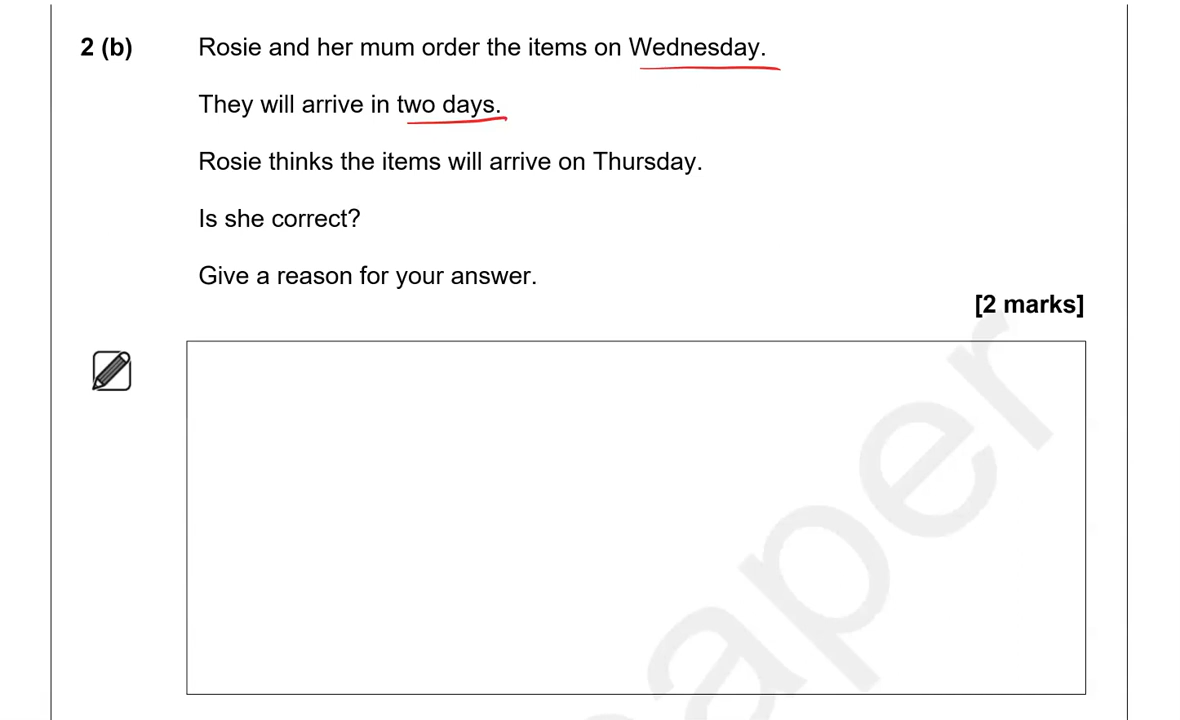 2 (b) Rosie and her mum order the items on Wednesday.
They will arrive in two days.
Rosie thinks the items will arrive on Thursday.
Is she correct?
Give a reason for your answer.
[2 marks]
aper